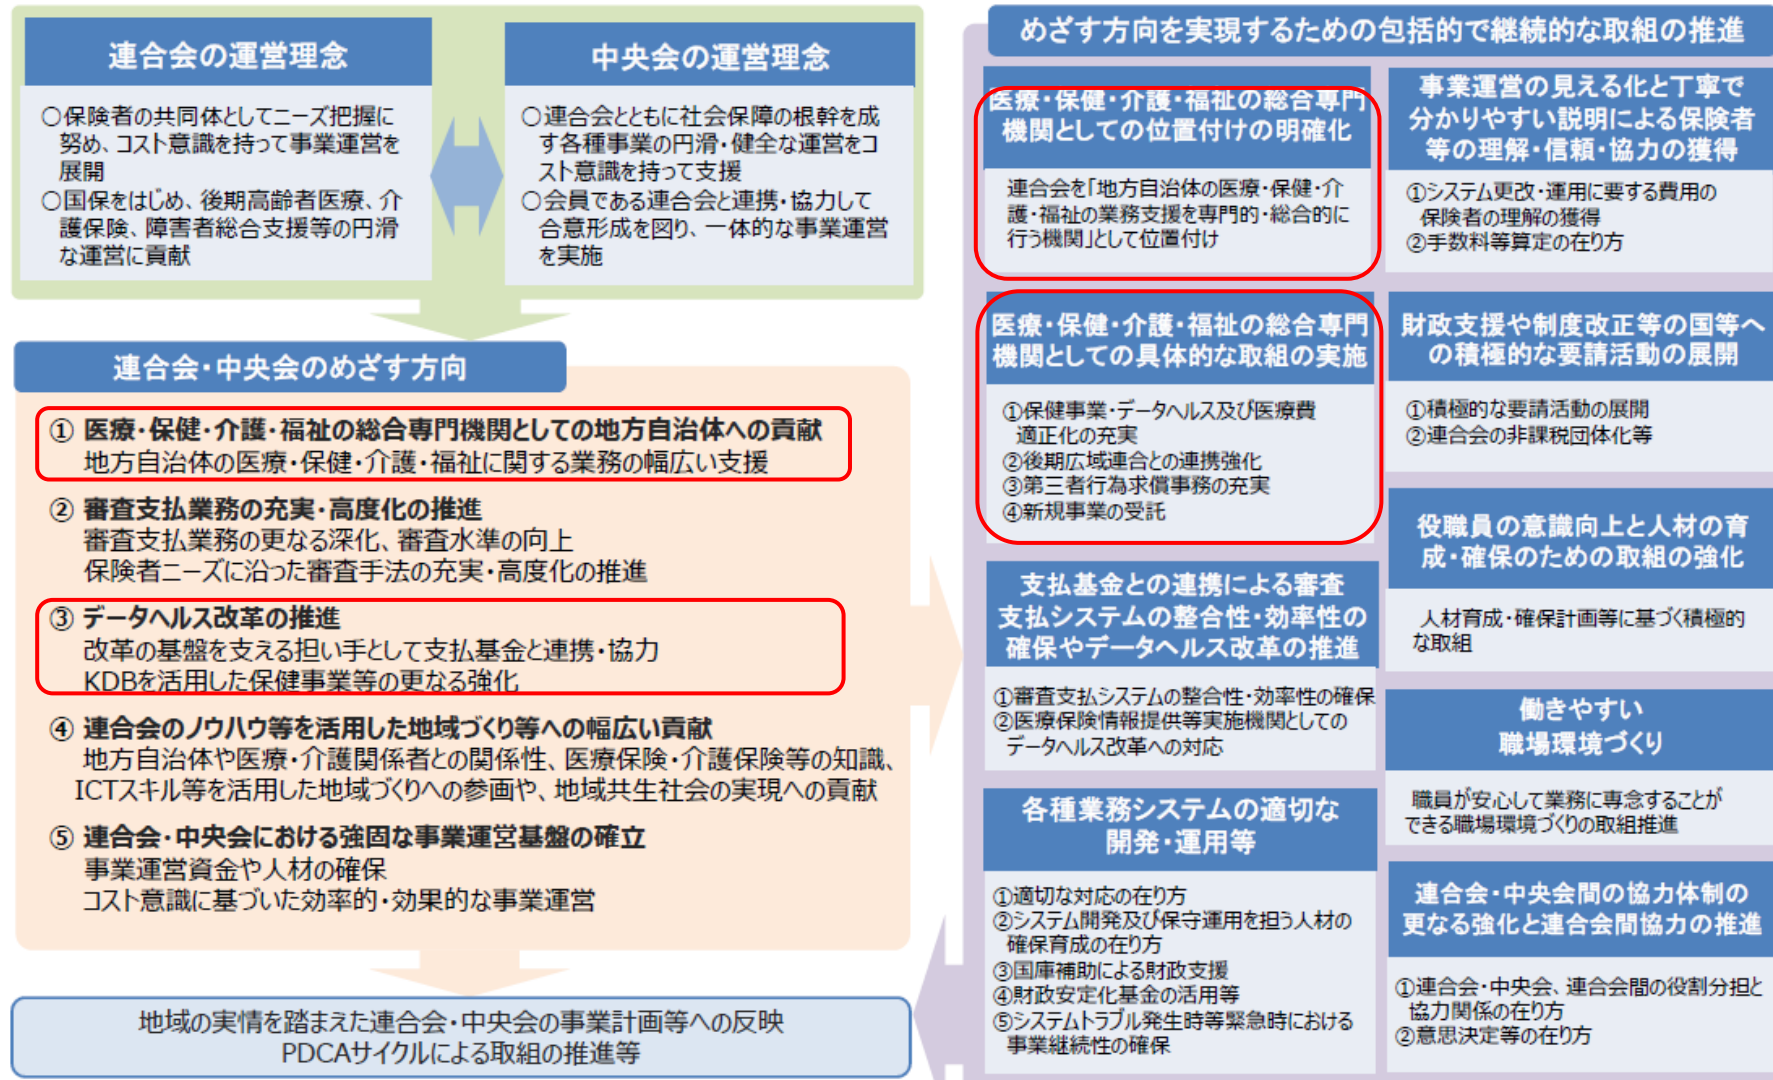 連合会の運営理念
○保険者の共同体としてニーズ把握に
努め、コスト意識を持って事業運営を
展開
○国保をはじめ、後期高齢者医療、介
護保険、障害者総合支援等の円滑
な運営に貢献
中央会の運営理念
○連合会とともに社会保障の根幹を成
す各種事業の円滑・健全な運営をコ
スト意識を持って支援
○会員である連合会と連携・協力して
合意形成を図り、一体的な事業運営
を実施
連合会・中央会のめざす方向
① 医療・保健・介護・福祉の総合専門機関としての地方自治体への貢献
地方自治体の医療・保健・介護・福祉に関する業務の幅広い支援
② 審査支払業務の充実・高度化の推進
審査支払業務の更なる深化、審査水準の向上
保険者ニーズに沿った審査手法の充実・高度化の推進
③ データヘルス改革の推進
改革の基盤を支える担い手として支払基金と連携・協力
KDBを活用した保健事業等の更なる強化
④ 連合会のノウハウ等を活用した地域づくり等への幅広い貢献
地方自治体や医療・介護関係者との関係性、医療保険・介護保険等の知識、
ICTスキル等を活用した地域づくりへの参画や、地域共生社会の実現への貢献
⑤ 連合会・中央会における強固な事業運営基盤の確立
事業運営資金や人材の確保
コスト意識に基づいた効率的・効果的な事業運営
地域の実情を踏まえた連合会・中央会の事業計画等への反映
PDCAサイクルによる取組の推進等
めざす方向を実現するための包括的で継続的な取組の推進
医療・保健・介護・福祉の総合専門
機関としての位置付けの明確化
連合会を「地方自治体の医療・保健・介
護・福祉の業務支援を専門的・総合的に
行う機関」として位置付け
医療・保健・介護・福祉の総合専門
機関としての具体的な取組の実施
①保健事業・データヘルス及び医療費
適正化の充実
②後期広域連合との連携強化
③第三者行為求償事務の充実
④新規事業の受託
支払基金との連携による審査
支払システムの整合性・効率性の
確保やデータヘルス改革の推進
①審査支払システムの整合性・効率性の確保
②医療保険情報提供等実施機関としての
データヘルス改革への対応
各種業務システムの適切な
開発・運用等
①適切な対応の在り方
②システム開発及び保守運用を担う人材の
確保育成の在り方
③国庫補助による財政支援
④財政安定化基金の活用等
⑤システムトラブル発生時等緊急時における
事業継続性の確保
事業運営の見える化と丁寧で
分かりやすい説明による保険者
等の理解・信頼・協力の獲得
①システム更改・運用に要する費用の
保険者の理解の獲得
②手数料等算定の在り方
財政支援や制度改正等の国等へ
の積極的な要請活動の展開
①積極的な要請活動の展開
②連合会の非課税団体化等
役職員の意識向上と人材の育
成・確保のための取組の強化
人材育成・確保計画等に基づく積極的
な取組
働きやすい
職場環境づくり
職員が安心して業務に専念することが
できる職場環境づくりの取組推進
連合会・中央会間の協力体制の
更なる強化と連合会間協力の推進
①連合会・中央会、連合会間の役割分担と
協力関係の在り方
②意思決定等の在り方